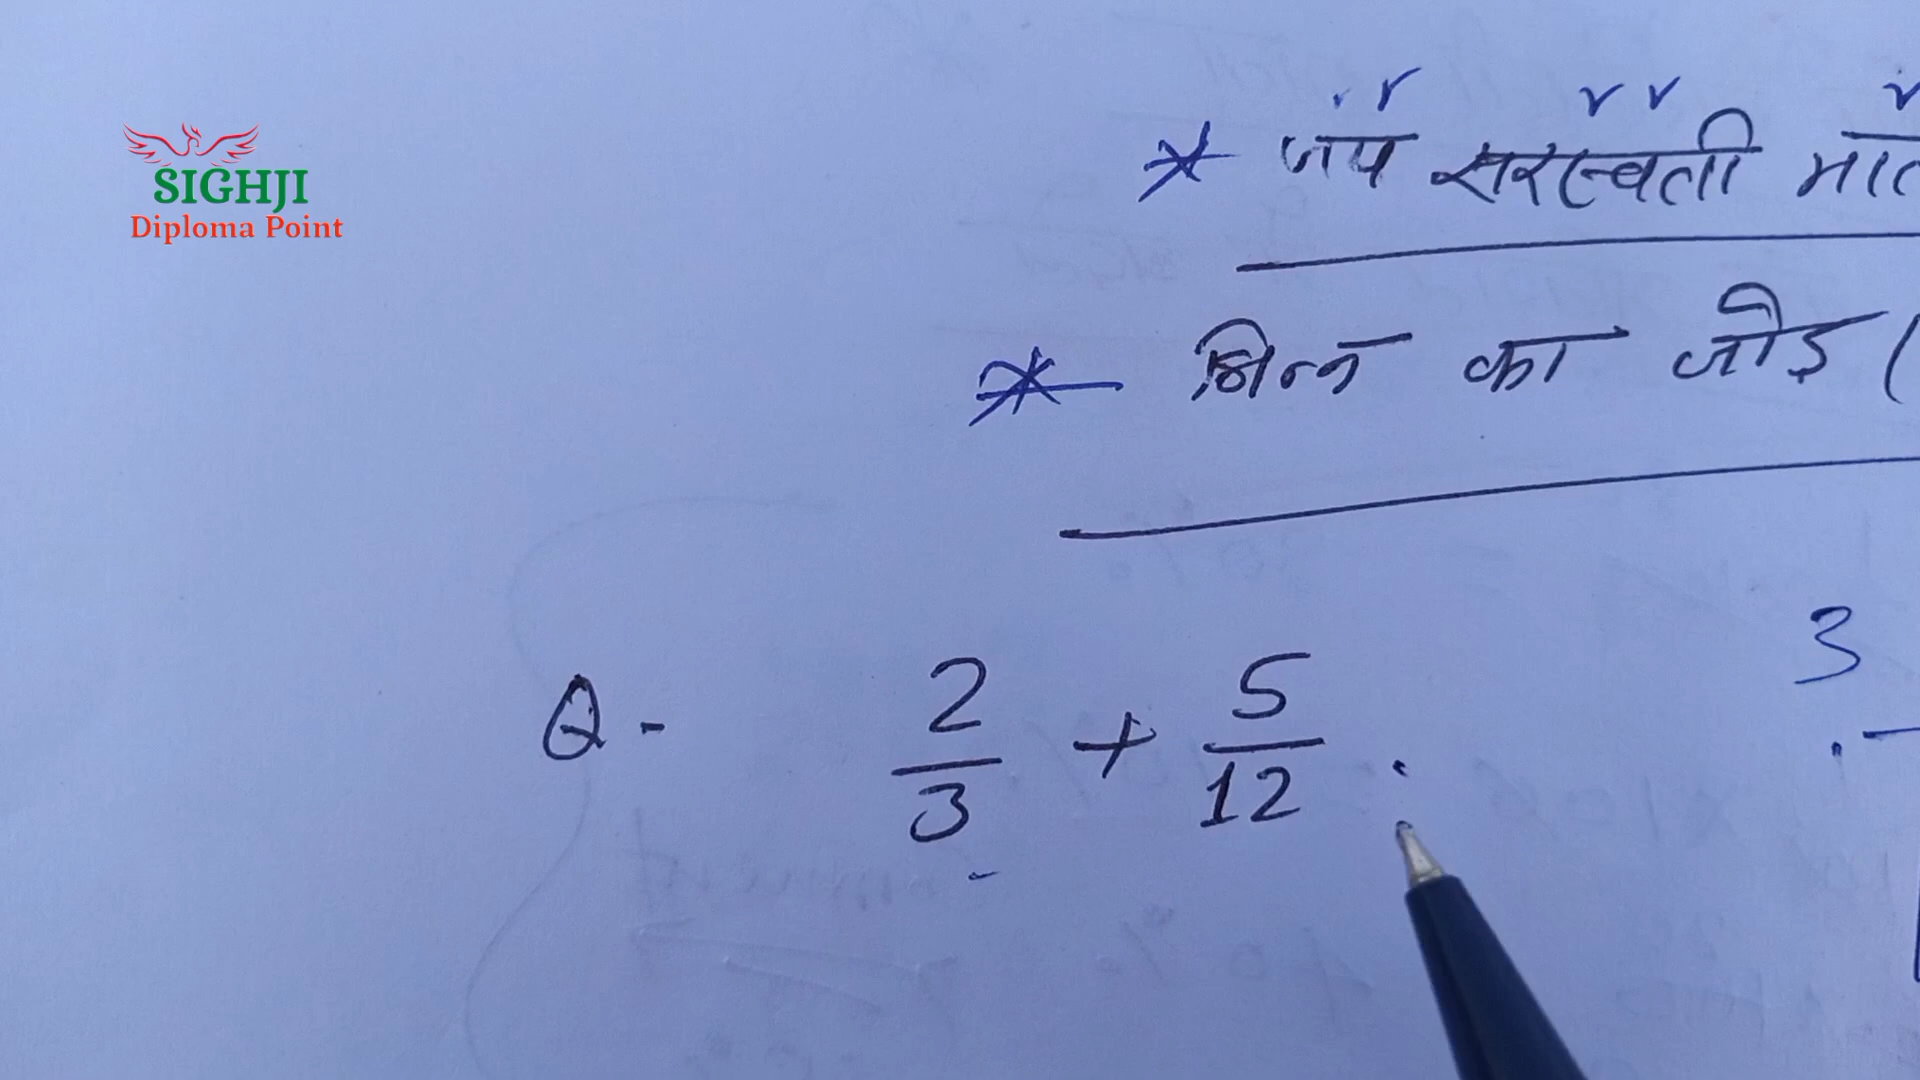 SIGHJI
Diploma Point
* जय सरस्वती
* भिन्न का जोड़ (
Q - 2/3 + 5/12
3